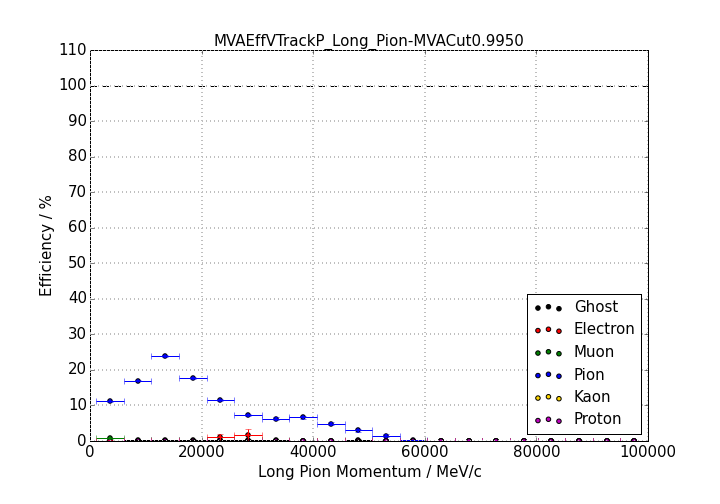 MVAEffVTrackP_Long_Pion-MVACut0.9950
110
100
90
80
70
60
50
40
30
20
10
0
Efficiency / %
Ghost
Electron
Muon
Pion
Kaon
Proton
0 20000 40000 60000 80000 100000
Long Pion Momentum / MeV/c